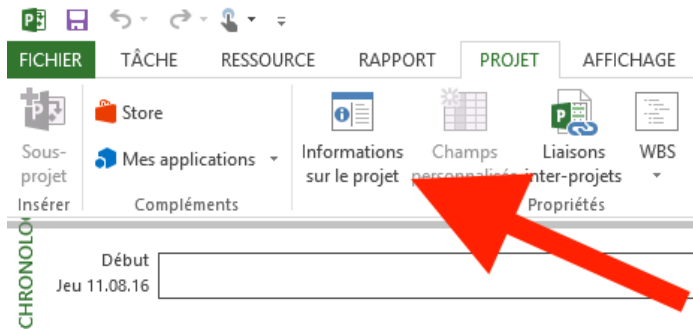 FICHIER TÂCHE RESSOURCE RAPPORT PROJET AFFICHAGE
Sous-
projet
Store
Mes applications
Informations
sur le projet
Champs
personnalisés
Liaisons
inter-projets
WBS
Insérer Compléments Propriétés
CHRONOLO
Début
Jeu 11.08.16